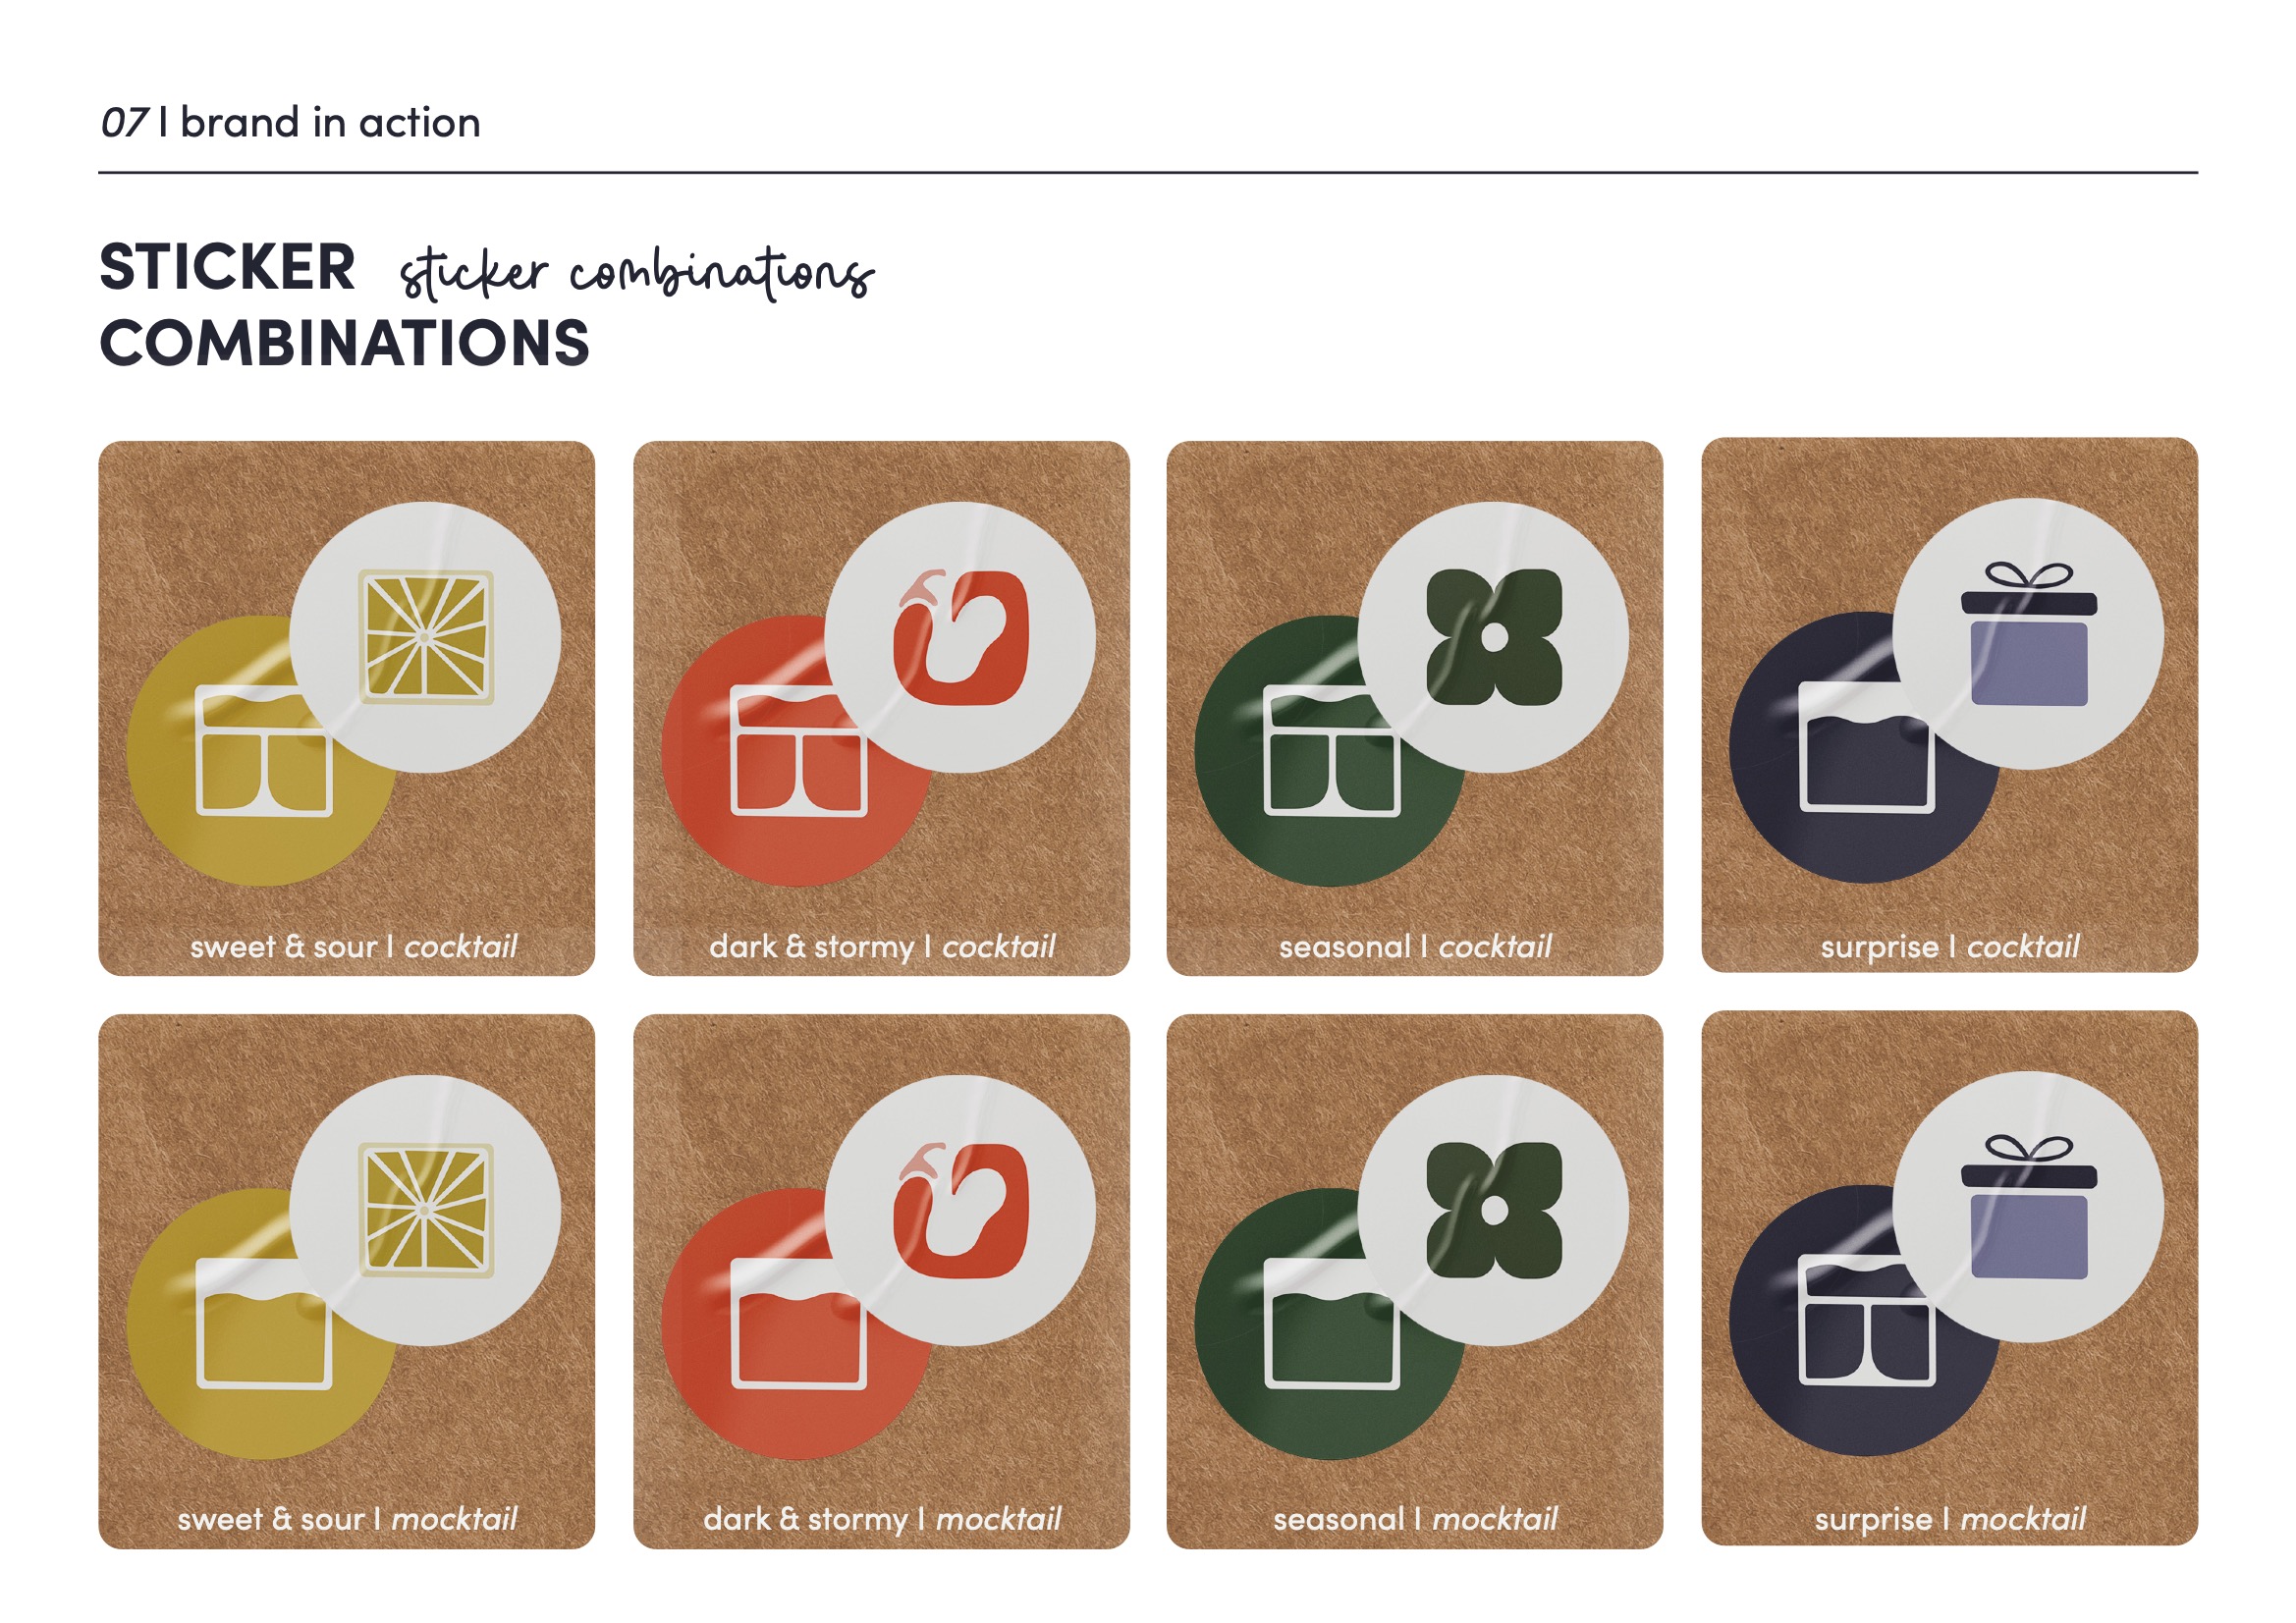 07 | brand in action
STICKER sticker combinations
COMBINATIONS
sweet & sour | cocktail
dark & stormy | cocktail
seasonal | cocktail
surprise | cocktail
sweet & sour | mocktail
dark & stormy | mocktail
seasonal | mocktail
surprise | mocktail